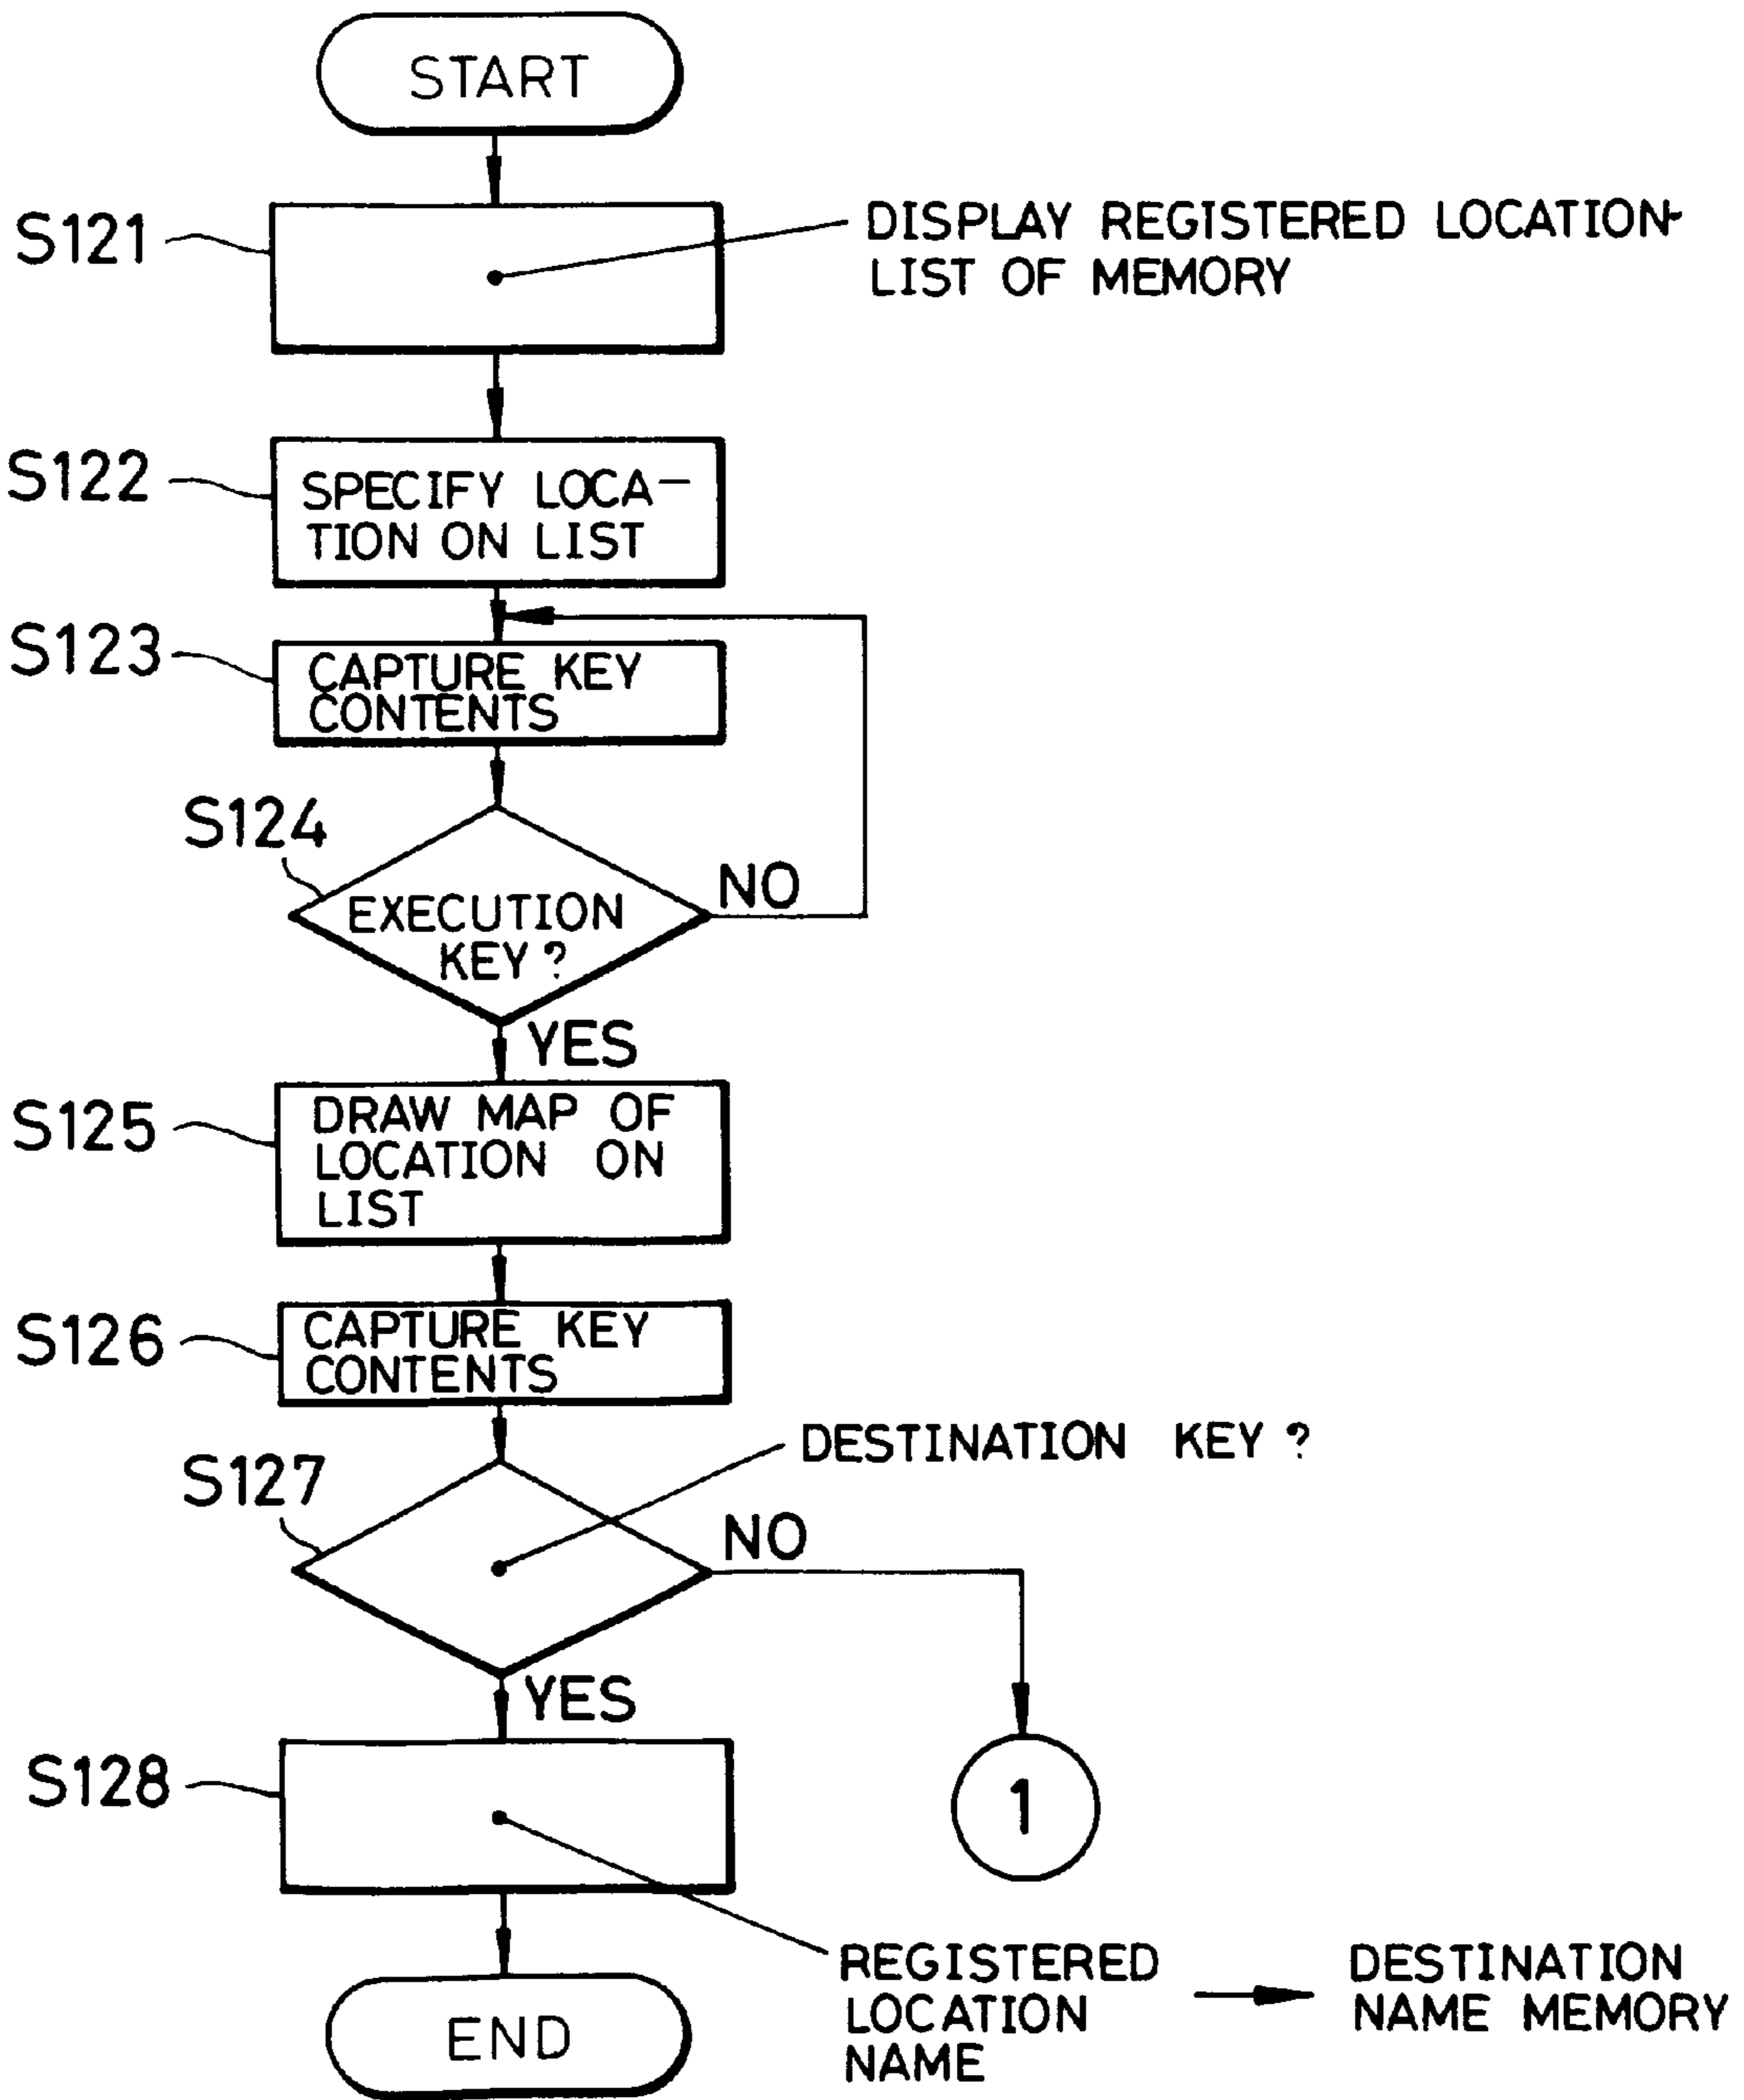 START
S121
DISPLAY REGISTERED LOCATION-
LIST OF MEMORY
S122
SPECIFY LOCA-
TION ON LIST
S123
CAPTURE KEY
CONTENTS
S124
EXECUTION
KEY?
NO
YES
S125
DRAW MAP OF
LOCATION ON
LIST
S126
CAPTURE KEY
CONTENTS
DESTINATION KEY?
S127
NO
YES
S128
1
REGISTERED
LOCATION
NAME
DESTINATION
NAME MEMORY
END